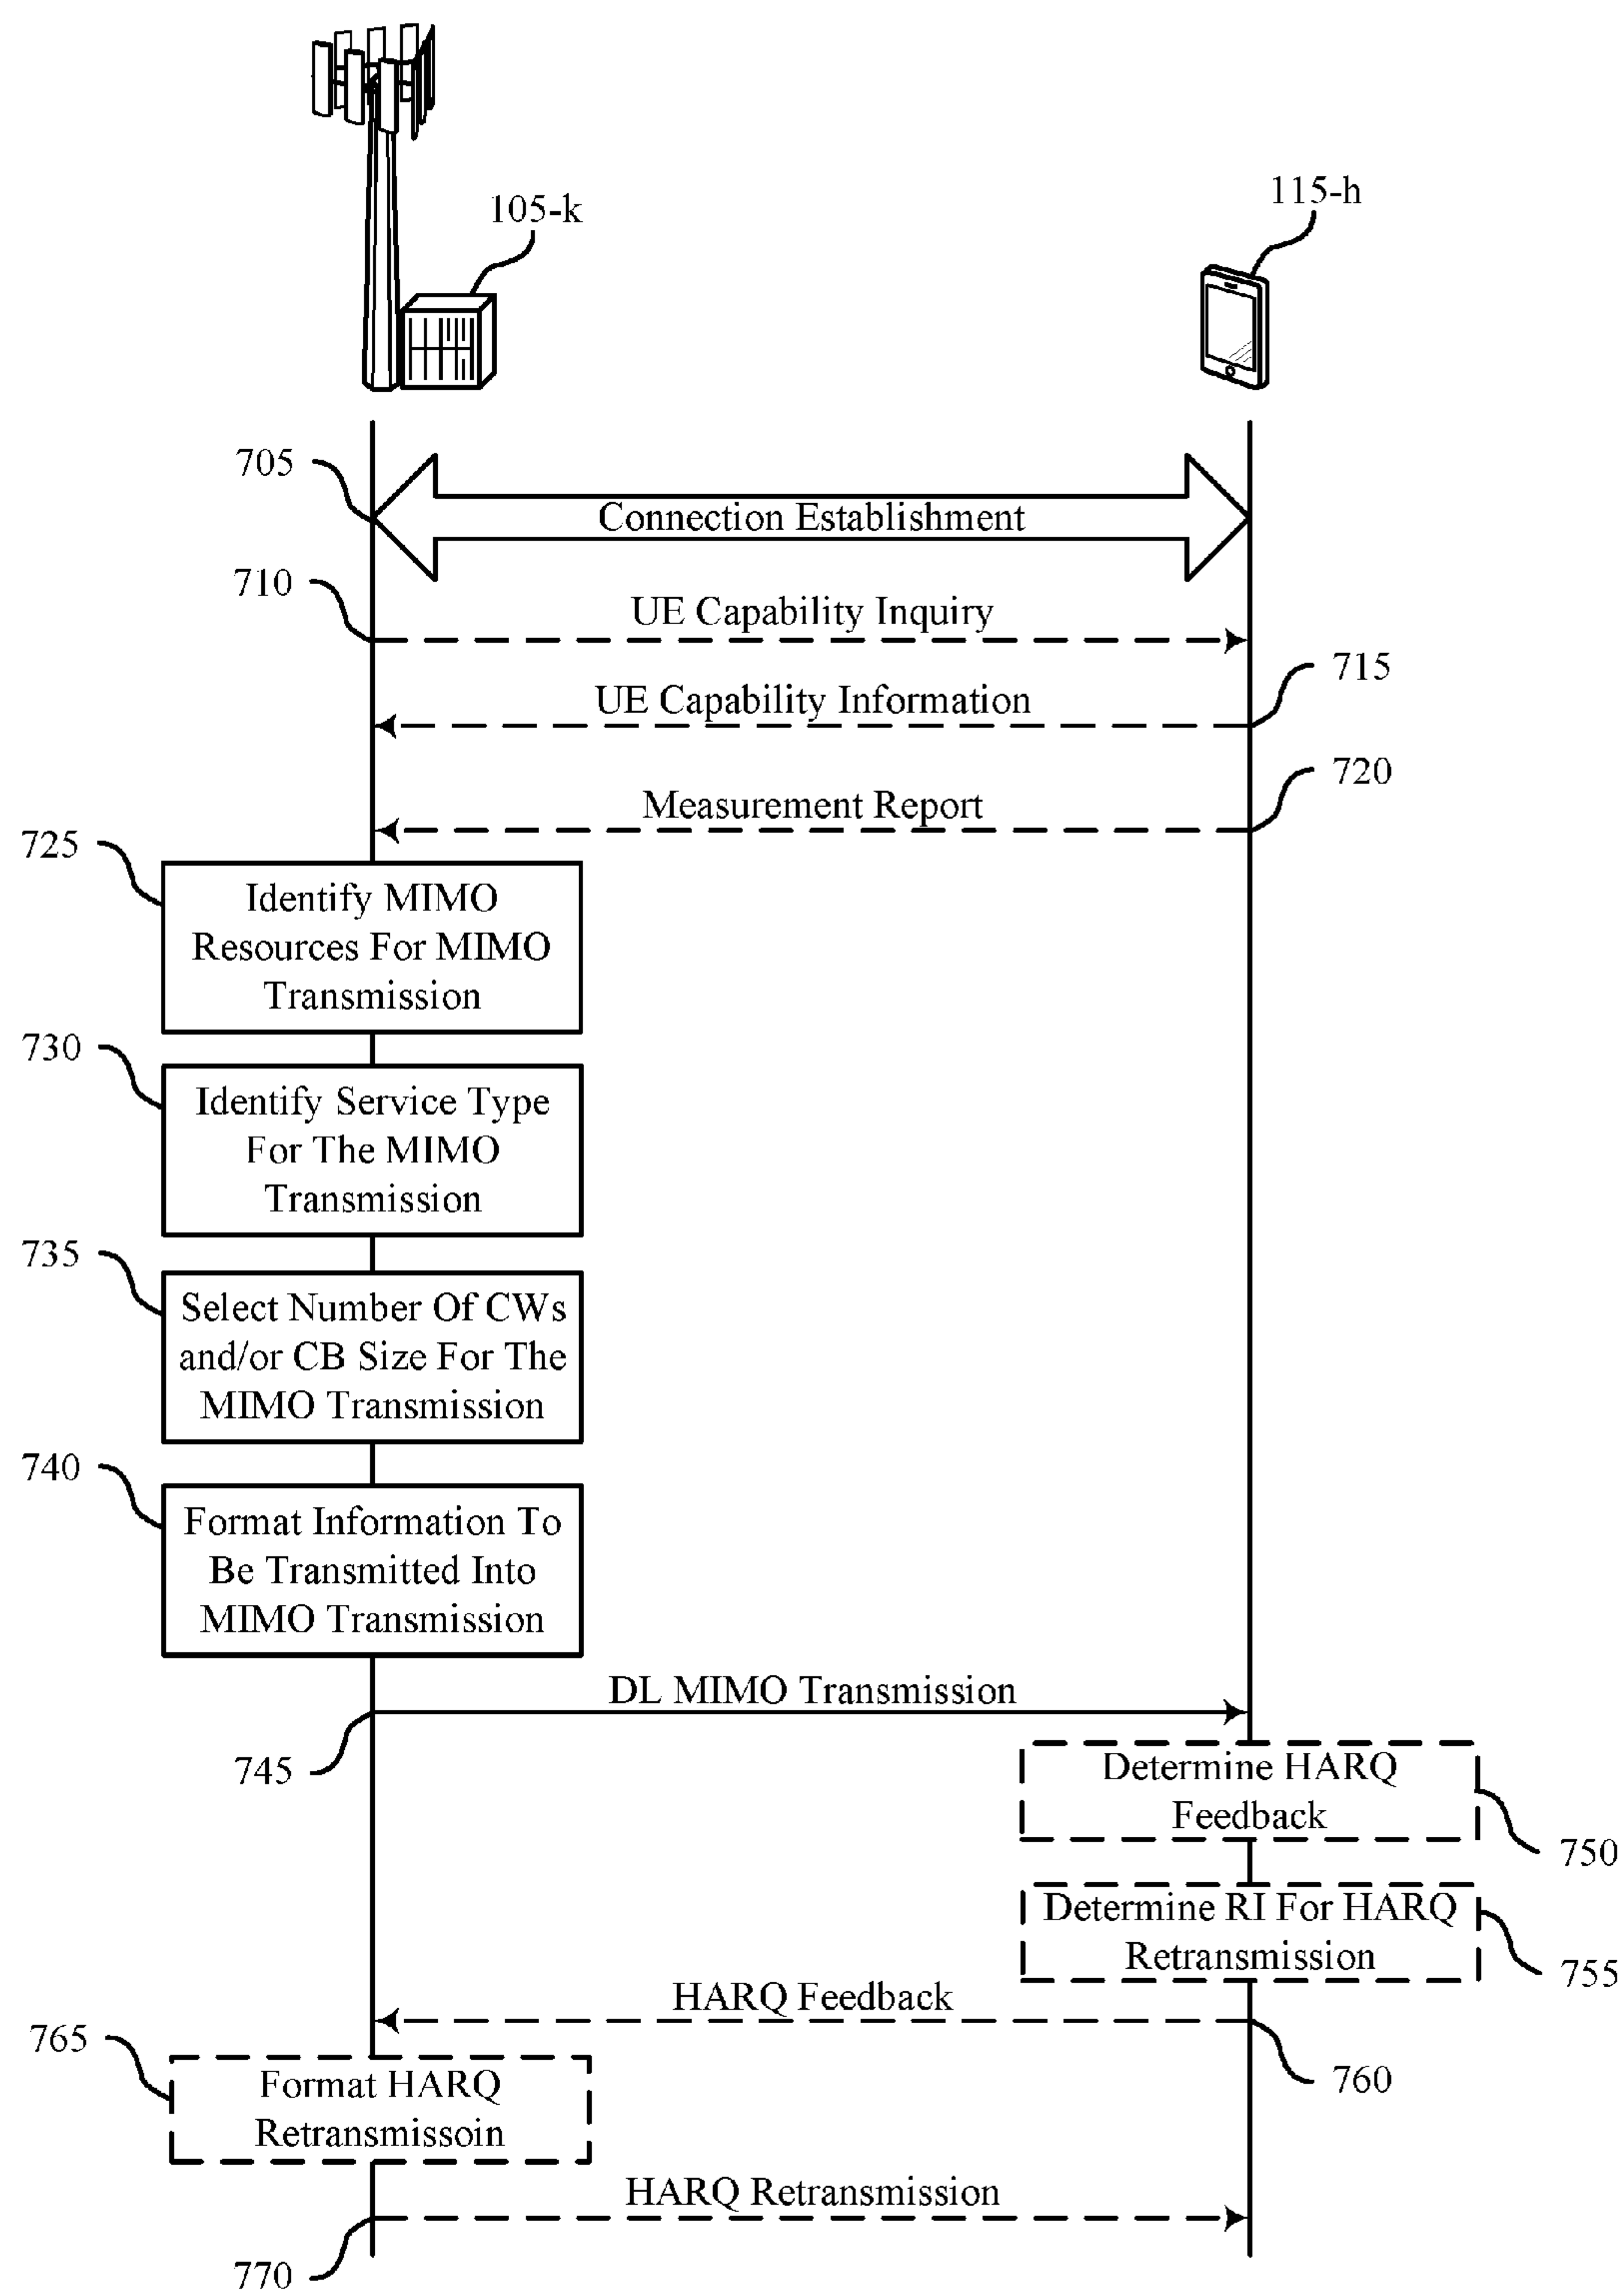 105-k
115-h
705
Connection Establishment
710
UE Capability Inquiry
715
UE Capability Information
720
Measurement Report
725
Identify MIMO
Resources For MIMO
Transmission
730
Identify Service Type
For The MIMO
Transmission
735
Select Number Of CWs
and/or CB Size For The
MIMO Transmission
740
Format Information To
Be Transmitted Into
MIMO Transmission
DL MIMO Transmission
745
Determine HARQ
Feedback
750
Determine RI For HARQ
Retransmission
755
HARQ Feedback
760
765
Format HARQ
Retransmissoin
HARQ Retransmission
770